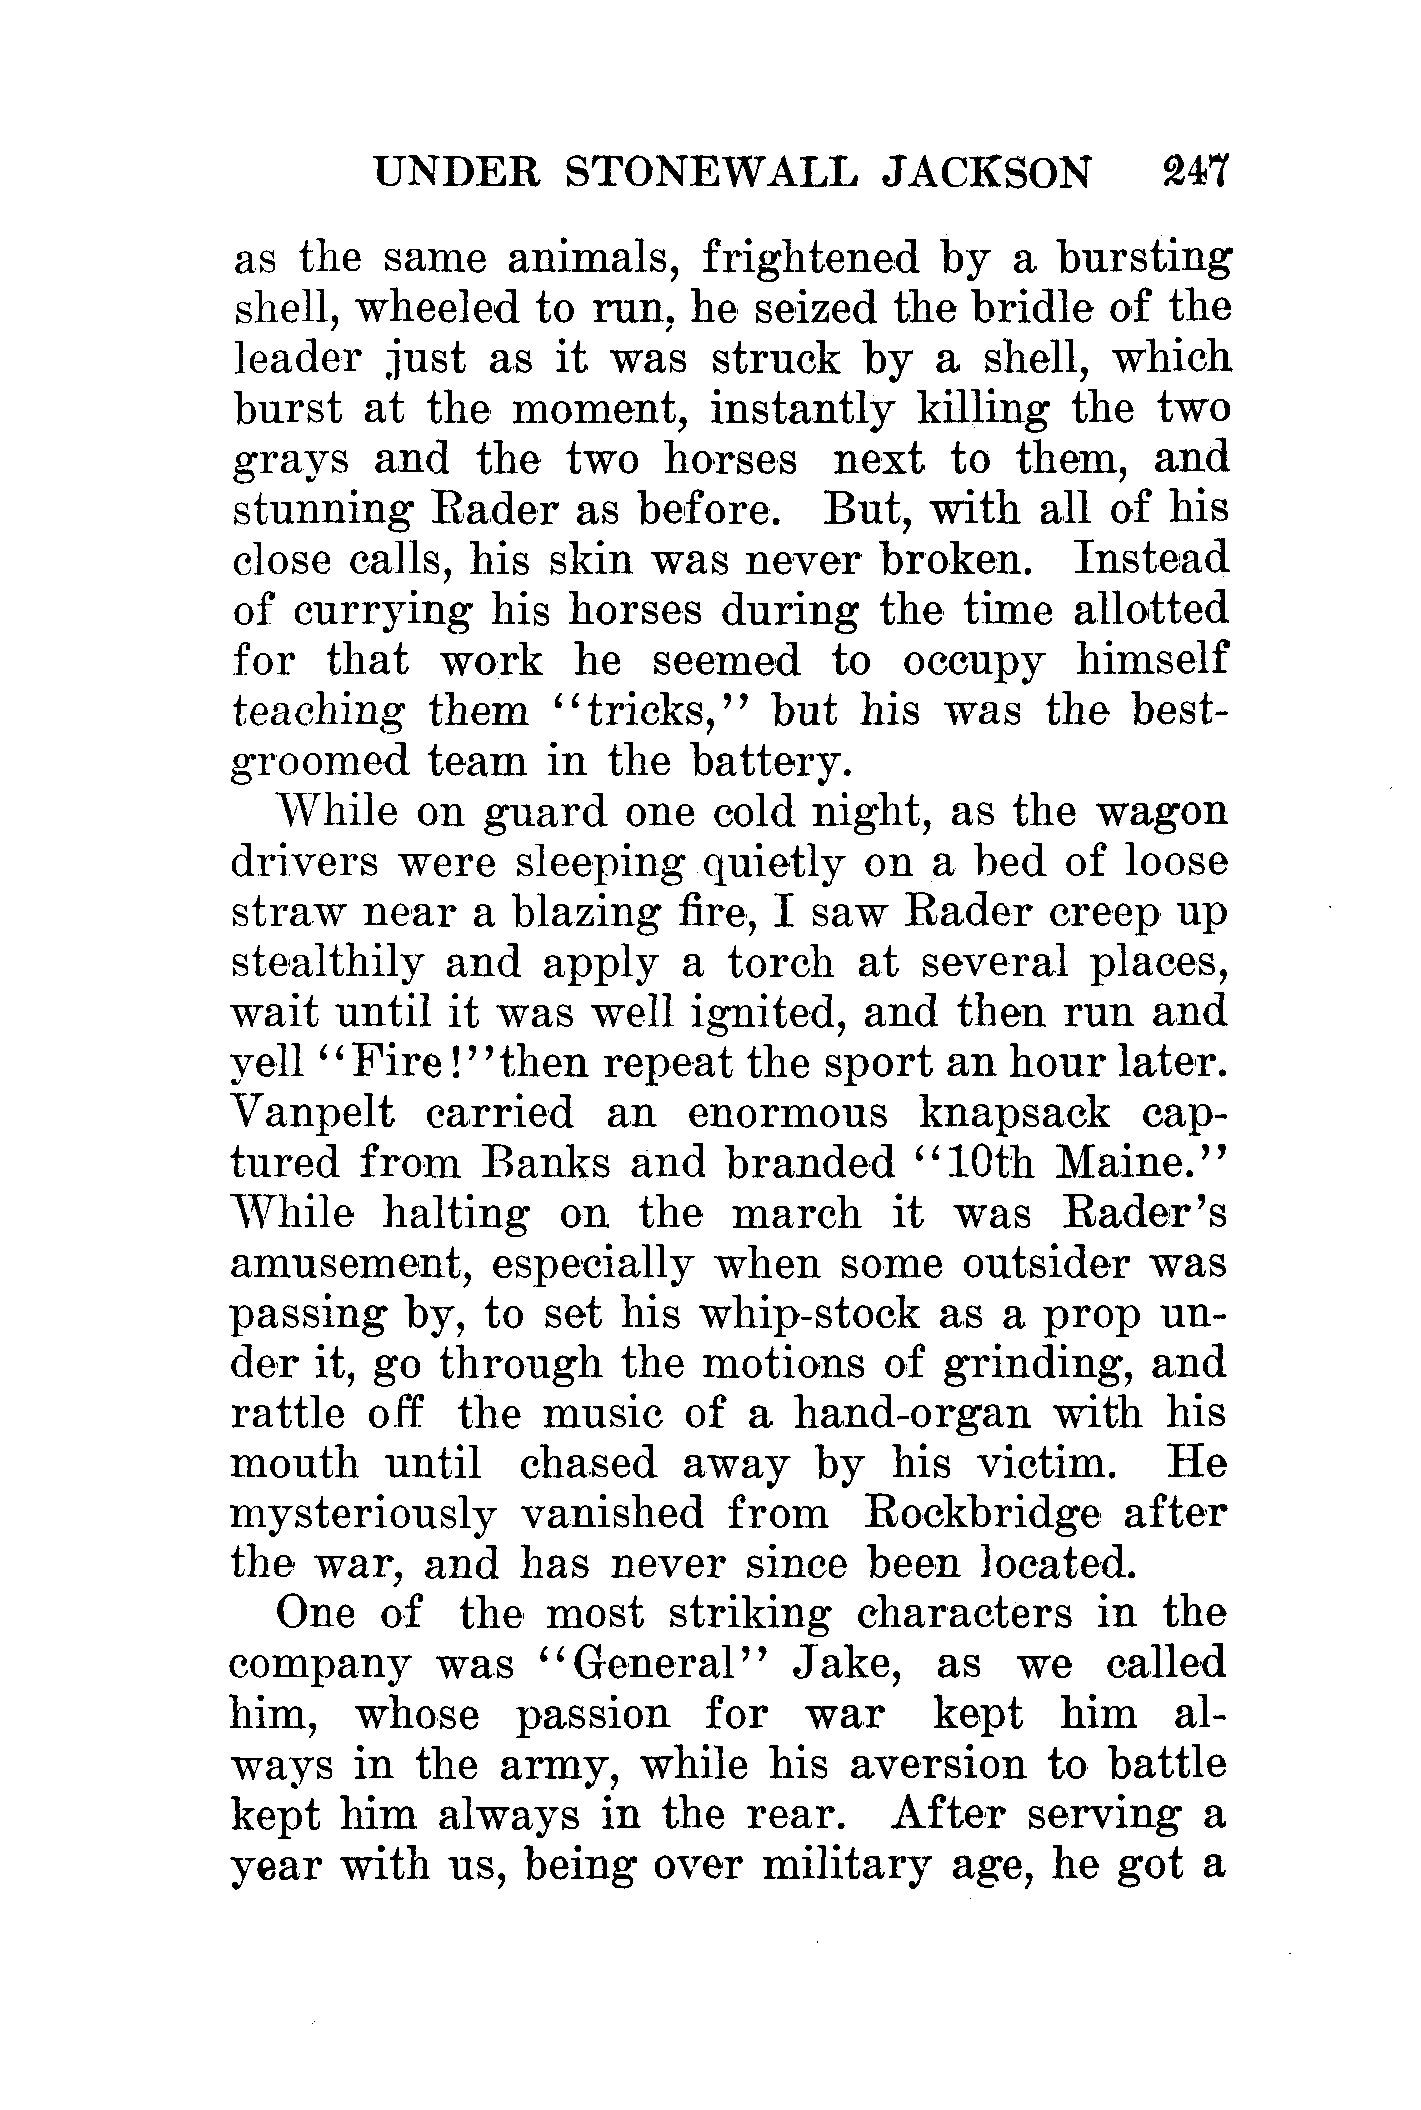 UNDER STONEWALL JACKSON 247
as the same animals, frightened by a bursting
shell, wheeled to run, he seized the bridle of the
leader just as it was struck by a shell, which
burst at the moment, instantly killing the two
grays and the two horses next to them, and
stunning Rader as before. But, with all of his
close calls, his skin was never broken. Instead
of currying his horses during the time allotted
for that work he seemed to occupy himself
teaching them "tricks," but his was the best-
groomed team in the battery.
While on guard one cold night, as the wagon
drivers were sleeping quietly on a bed of loose
straw near a blazing fire, I saw Rader creep up
stealthily and apply a torch at several places,
wait until it was well ignited, and then run and
yell "Fire!" then repeat the sport an hour later.
Vanpelt carried an enormous knapsack cap-
tured from Banks and branded "10th Maine."
While halting on the march it was Rader's
amusement, especially when some outsider was
passing by, to set his whip-stock as a prop un-
der it, go through the motions of grinding, and
rattle off the music of a hand-organ with his
mouth until chased away by his victim. He
mysteriously vanished from Rockbridge after
the war, and has never since been located.
One of the most striking characters in the
company was "General" Jake, as we called
him, whose passion for war kept him al-
ways in the army, while his aversion to battle
kept him always in the rear. After serving a
year with us, being over military age, he got a